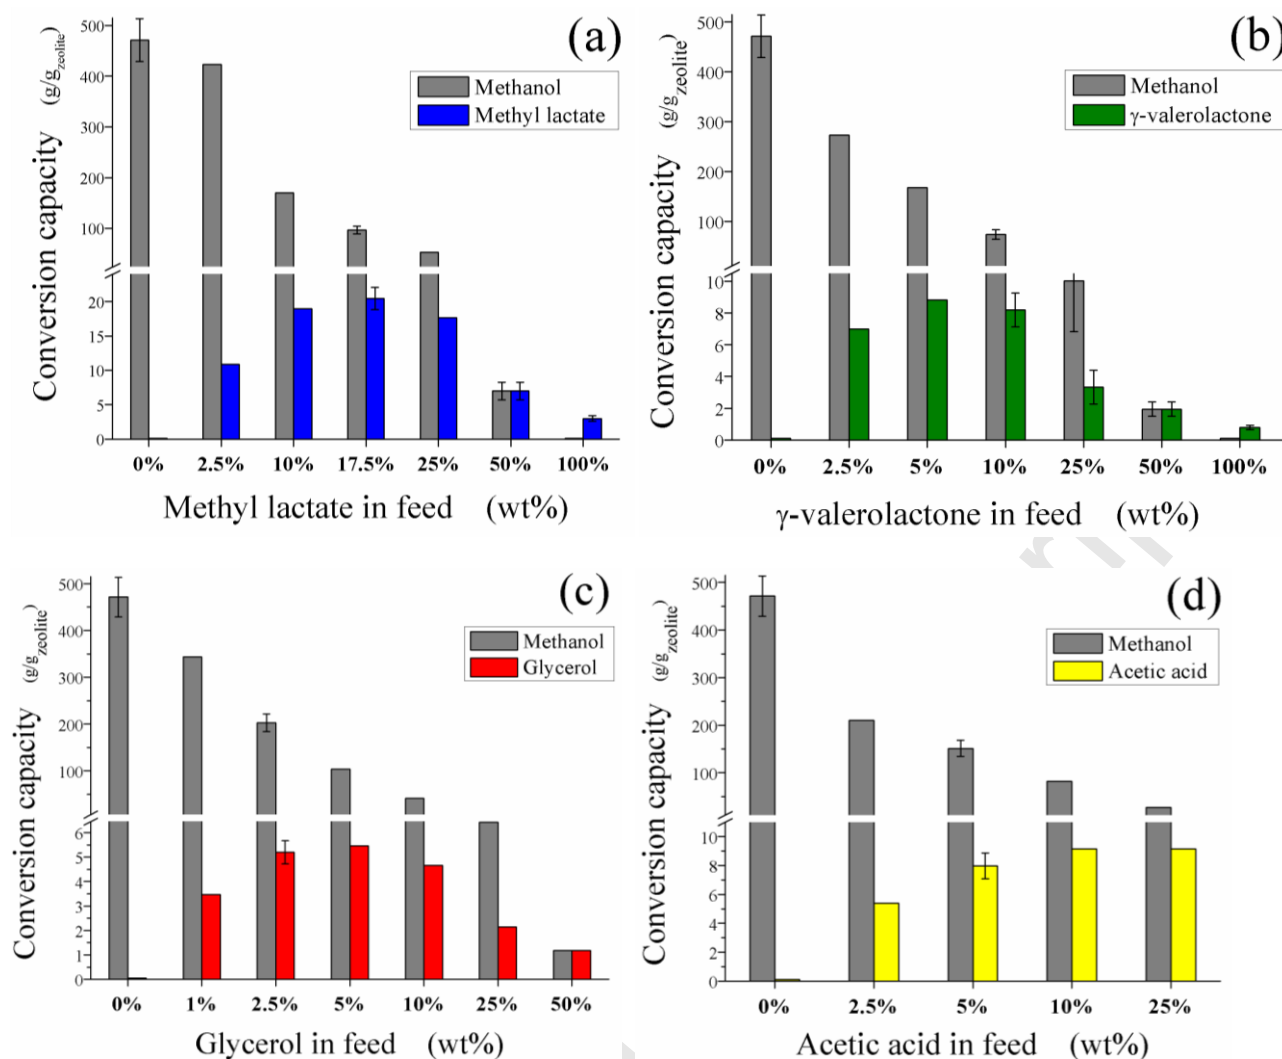 (a)
Methanol
Methyl lactate
Conversion capacity (g/gzeolite)
500
400
300
200
100
20
15
10
5
0
0% 2.5% 10% 17.5% 25% 50% 100%
Methyl lactate in feed (wt%)
(b)
Methanol
γ-valerolactone
Conversion capacity (g/gzeolite)
500
400
300
200
100
10
8
6
4
2
0
0% 2.5% 5% 10% 25% 50% 100%
γ-valerolactone in feed (wt%)
(c)
Methanol
Glycerol
Conversion capacity (g/gzeolite)
500
400
300
200
100
6
5
4
3
2
1
0
0% 1% 2.5% 5% 10% 25% 50%
Glycerol in feed (wt%)
(d)
Methanol
Acetic acid
Conversion capacity (g/gzeolite)
500
400
300
200
100
10
8
6
4
2
0
0% 2.5% 5% 10% 25%
Acetic acid in feed (wt%)